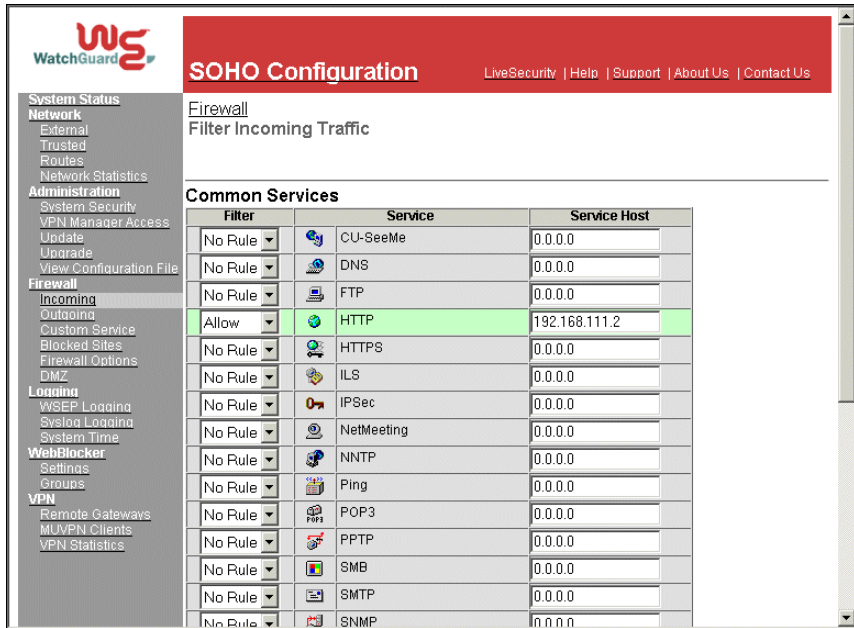 WatchGuard
SOHO Configuration
LiveSecurity | Help | Support | About Us | Contact Us
System Status
Network
External
Trusted
Routes
Network Statistics
Administration
System Security
VPN Manager Access
Update
Upgrade
View Configuration File
Firewall
Incoming
Outgoing
Custom Service
Blocked Sites
Firewall Options
DMZ
Logging
WSEP Logging
Syslog Logging
System Time
WebBlocker
Settings
Groups
VPN
Remote Gateways
MUVPN Clients
VPN Statistics
Firewall
Filter Incoming Traffic
Common Services
Filter Service Service Host
No Rule CU-SeeMe 0.0.0.0
No Rule DNS 0.0.0.0
No Rule FTP 0.0.0.0
Allow HTTP 192.168.111.2
No Rule HTTPS 0.0.0.0
No Rule ILS 0.0.0.0
No Rule IPSec 0.0.0.0
No Rule NetMeeting 0.0.0.0
No Rule NNTP 0.0.0.0
No Rule Ping 0.0.0.0
No Rule POP3 POP3 0.0.0.0
No Rule PPTP 0.0.0.0
No Rule SMB 0.0.0.0
No Rule SMTP 0.0.0.0
No Rule SNMP 0.0.0.0